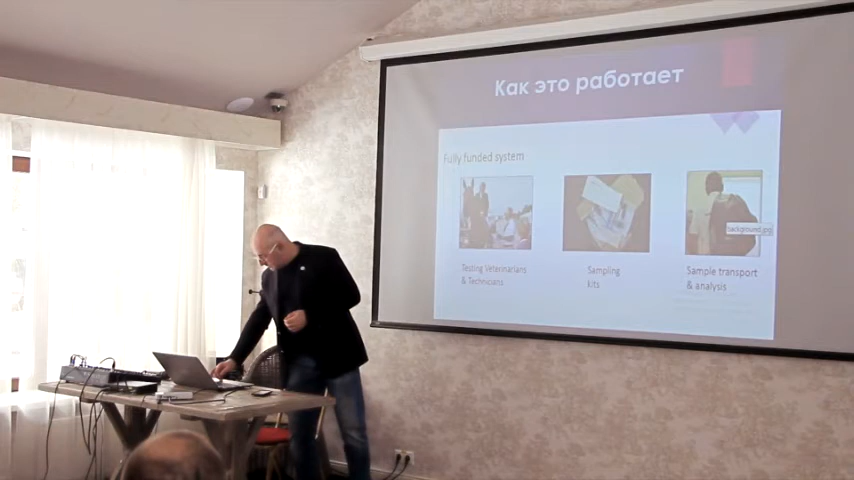 Как это работает
Fully funded system
background.jpg
Testing Veterinarians
& Technicians
Sampling
kits
Sample transport
& analysis